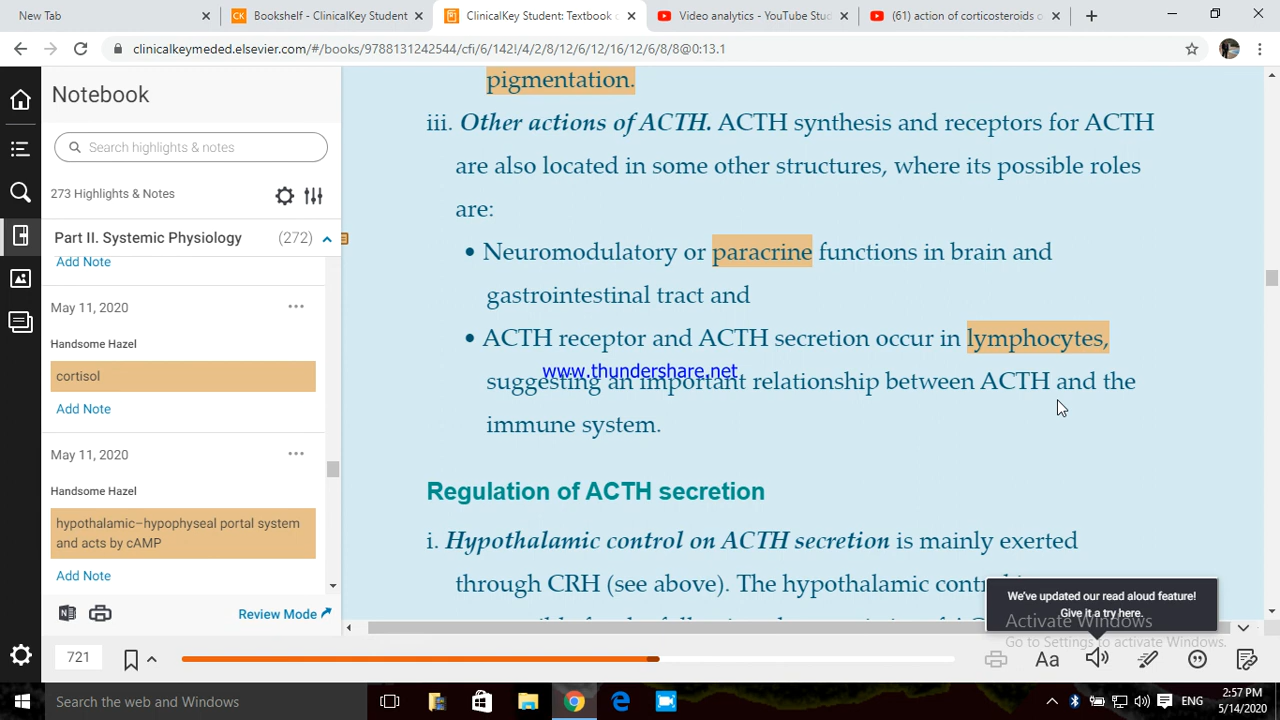 New Tab
Bookshelf - ClinicalKey Student
ClinicalKey Student: Textbook
Video analytics - YouTube Stu
(61) action of corticosteroids
clinicalkeymeded.elsevier.com/#/books/9788131242544/cfi/6/142!/4/2/8/12/6/12/16/12/6/8/8@0:13.1
Notebook
Search highlights & notes
273 Highlights & Notes
Part II. Systemic Physiology (272)
Add Note
May 11, 2020
Handsome Hazel
cortisol
Add Note
May 11, 2020
Handsome Hazel
hypothalamic–hypophyseal portal system
and acts by cAMP
Add Note
Review Mode
pigmentation.
iii. Other actions of ACTH. ACTH synthesis and receptors for ACTH
are also located in some other structures, where its possible roles
are:
• Neuromodulatory or paracrine functions in brain and
gastrointestinal tract and
• ACTH receptor and ACTH secretion occur in lymphocytes,
www.thundershare.net
suggesting an important relationship between ACTH and the
immune system.
Regulation of ACTH secretion
i. Hypothalamic control on ACTH secretion is mainly exerted
through CRH (see above). The hypothalamic
We've updated our read aloud feature!
Give it a try here.
Activate Windows
Go to Settings to activate Windows.
721
Aa
Search the web and Windows
ENG
2:57 PM
5/14/2020